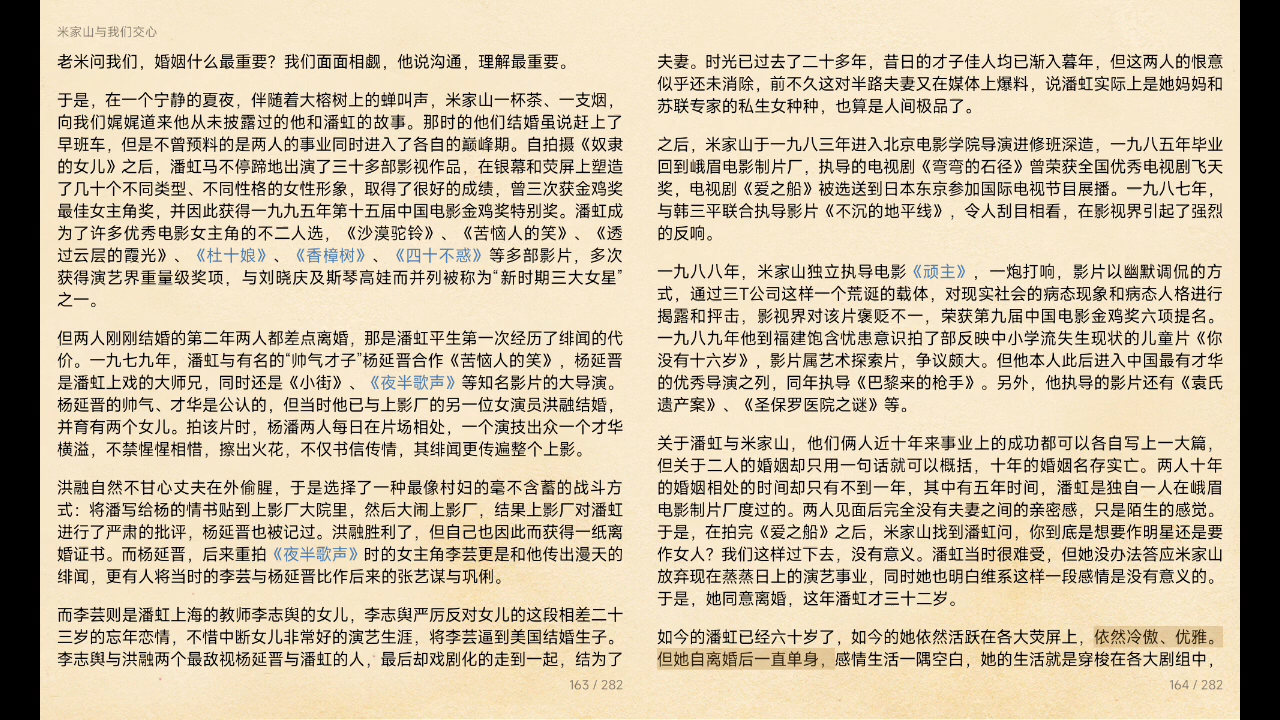 米家山与我们交心
老米问我们，婚姻什么最重要？我们面面相觑，他说沟通，理解最重要。
于是，在一个宁静的夏夜，伴随着大榕树上的蝉叫声，米家山一杯茶、一支烟，
向我们娓娓道来他从未披露过的他和潘虹的故事。那时的他们结婚虽说赶上了
早班车，但是不曾预料的是两人的事业同时进入了各自的巅峰期。自拍摄《奴隶
的女儿》之后，潘虹马不停蹄地出演了三十多部影视作品，在银幕和荧屏上塑造
了几十个不同类型、不同性格的女性形象，取得了很好的成绩，曾三次获金鸡奖
最佳女主角奖，并因此获得一九九五年第十五届中国电影金鸡奖特别奖。潘虹成
为了许多优秀电影女主角的不二人选，《沙漠驼铃》、《苦恼人的笑》、《透
过云层的霞光》、《杜十娘》、《香樟树》、《四十不惑》等多部影片，多次
获得演艺界重量级奖项，与刘晓庆及斯琴高娃而并列被称为“新时期三大女星”
之一。
但两人刚刚结婚的第二年两人都差点离婚，那是潘虹平生第一次经历了绯闻的代
价。一九七九年，潘虹与有名的“帅气才子”杨延晋合作《苦恼人的笑》，杨延晋
是潘虹上戏的大师兄，同时还是《小街》、《夜半歌声》等知名影片的大导演。
杨延晋的帅气、才华是公认的，但当时他已与上影厂的另一位女演员洪融结婚，
并育有两个女儿。拍该片时，杨潘两人每日在片场相处，一个演技出众一个才华
横溢，不禁惺惺相惜，擦出火花，不仅书信传情，其绯闻更传遍整个上影。
洪融自然不甘心丈夫在外偷腥，于是选择了一种最像村妇的毫不含蓄的战斗方
式：将潘写给杨的情书贴到上影厂大院里，然后大闹上影厂，结果上影厂对潘虹
进行了严肃的批评，杨延晋也被记过。洪融胜利了，但自己也因此而获得一纸离
婚证书。而杨延晋，后来重拍《夜半歌声》时的女主角李芸更是和他传出漫天的
绯闻，更有人将当时的李芸与杨延晋比作后来的张艺谋与巩俐。
而李芸则是潘虹上海的教师李志舆的女儿，李志舆严厉反对女儿的这段相差二十
三岁的忘年恋情，不惜中断女儿非常好的演艺生涯，将李芸逼到美国结婚生子。
李志舆与洪融两个最敌视杨延晋与潘虹的人，最后却戏剧化的走到一起，结为了
163 / 282
夫妻。时光已过去了二十多年，昔日的才子佳人均已渐入暮年，但这两人的恨意
似乎还未消除，前不久这对半路夫妻又在媒体上爆料，说潘虹实际上是她妈妈和
苏联专家的私生女种种，也算是人间极品了。
之后，米家山于一九八三年进入北京电影学院导演进修班深造，一九八五年毕业
回到峨眉电影制片厂，执导的电视剧《弯弯的石径》曾荣获全国优秀电视剧飞天
奖，电视剧《爱之船》被选送到日本东京参加国际电视节目展播。一九八七年，
与韩三平联合执导影片《不沉的地平线》，令人刮目相看，在影视界引起了强烈
的反响。
一九八八年，米家山独立执导电影《顽主》，一炮打响，影片以幽默调侃的方
式，通过三T公司这样一个荒诞的载体，对现实社会的病态现象和病态人格进行
揭露和抨击，影视界对该片褒贬不一，荣获第九届中国电影金鸡奖六项提名。
一九八九年他到福建饱含忧患意识拍了部反映中小学流失生现状的儿童片《你
没有十六岁》，影片属艺术探索片，争议颇大。但他本人此后进入中国最有才华
的优秀导演之列，同年执导《巴黎来的枪手》。另外，他执导的影片还有《袁氏
遗产案》、《圣保罗医院之谜》等。
关于潘虹与米家山，他们俩人近十年来事业上的成功都可以各自写上一大篇，
但关于二人的婚姻却只用一句话就可以概括，十年的婚姻名存实亡。两人十年
的婚姻相处的时间却只有不到一年，其中有五年时间，潘虹是独自一人在峨眉
电影制片厂度过的。两人见面后完全没有夫妻之间的亲密感，只是陌生的感觉。
于是，在拍完《爱之船》之后，米家山找到潘虹问，你到底是想要作明星还是要
作女人？我们这样过下去，没有意义。潘虹当时很难受，但她没办法答应米家山
放弃现在蒸蒸日上的演艺事业，同时她也明白维系这样一段感情是没有意义的。
于是，她同意离婚，这年潘虹才三十二岁。
如今的潘虹已经六十岁了，如今的她依然活跃在各大荧屏上，依然冷傲、优雅。
但她自离婚后一直单身，感情生活一隅空白，她的生活就是穿梭在各大剧组中，
164 / 282